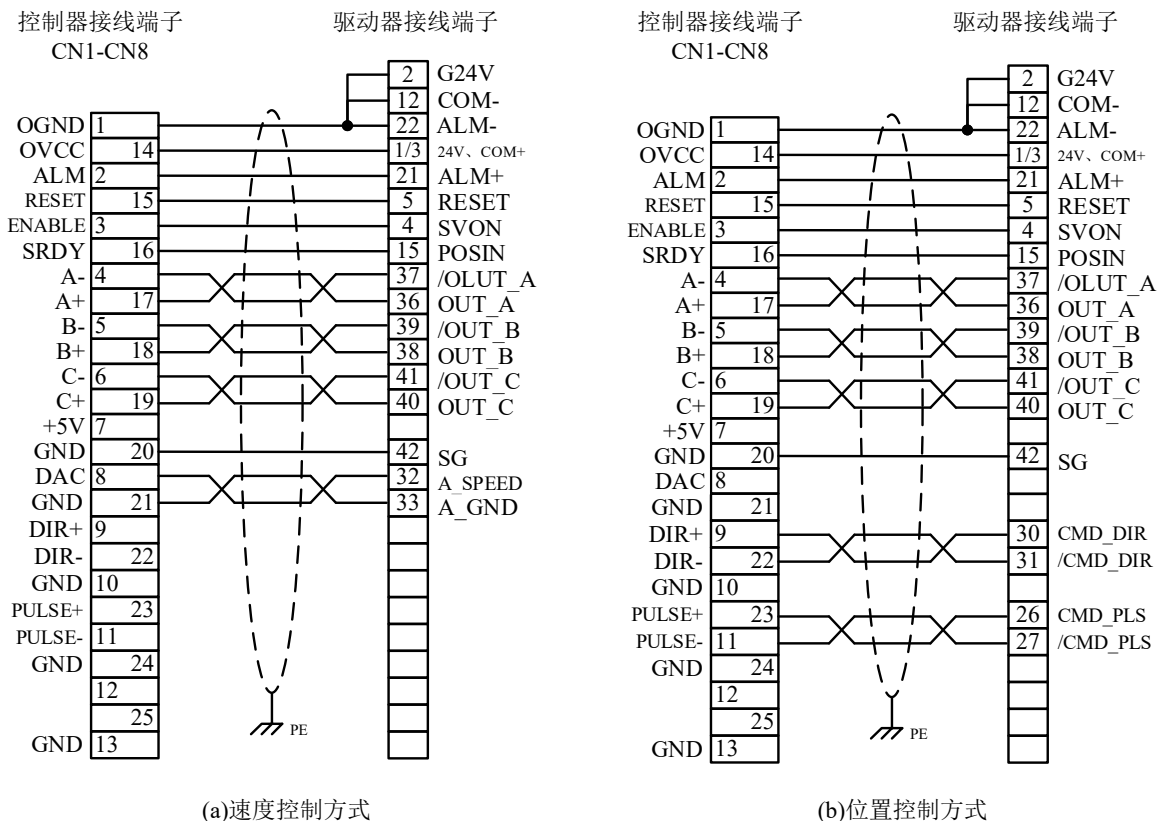 控制器接线端子 驱动器接线端子
CN1-CN8
2 G24V
12 COM-
OGND 1 22 ALM-
OVCC 14 1/3 24V、COM+
ALM 2 21 ALM+
RESET 15 5 RESET
ENABLE 3 4 SVON
SRDY 16 15 POSIN
A- 4 37 /OLUT_A
A+ 17 36 OUT_A
B- 5 39 /OUT_B
B+ 18 38 OUT_B
C- 6 41 /OUT_C
C+ 19 40 OUT_C
+5V 7
GND 20 42 SG
DAC 8 32 A_SPEED
GND 21 33 A_GND
DIR+ 9
DIR- 22
GND 10
PULSE+ 23
PULSE- 11
GND 24
12
25
GND 13
PE
(a)速度控制方式
控制器接线端子 驱动器接线端子
CN1-CN8
2 G24V
12 COM-
OGND 1 22 ALM-
OVCC 14 1/3 24V、COM+
ALM 2 21 ALM+
RESET 15 5 RESET
ENABLE 3 4 SVON
SRDY 16 15 POSIN
A- 4 37 /OLUT_A
A+ 17 36 OUT_A
B- 5 39 /OUT_B
B+ 18 38 OUT_B
C- 6 41 /OUT_C
C+ 19 40 OUT_C
+5V 7
GND 20 42 SG
DAC 8
GND 21
DIR+ 9 30 CMD_DIR
DIR- 22 31 /CMD_DIR
GND 10
PULSE+ 23 26 CMD_PLS
PULSE- 11 27 /CMD_PLS
GND 24
12
25
GND 13
PE
(b)位置控制方式